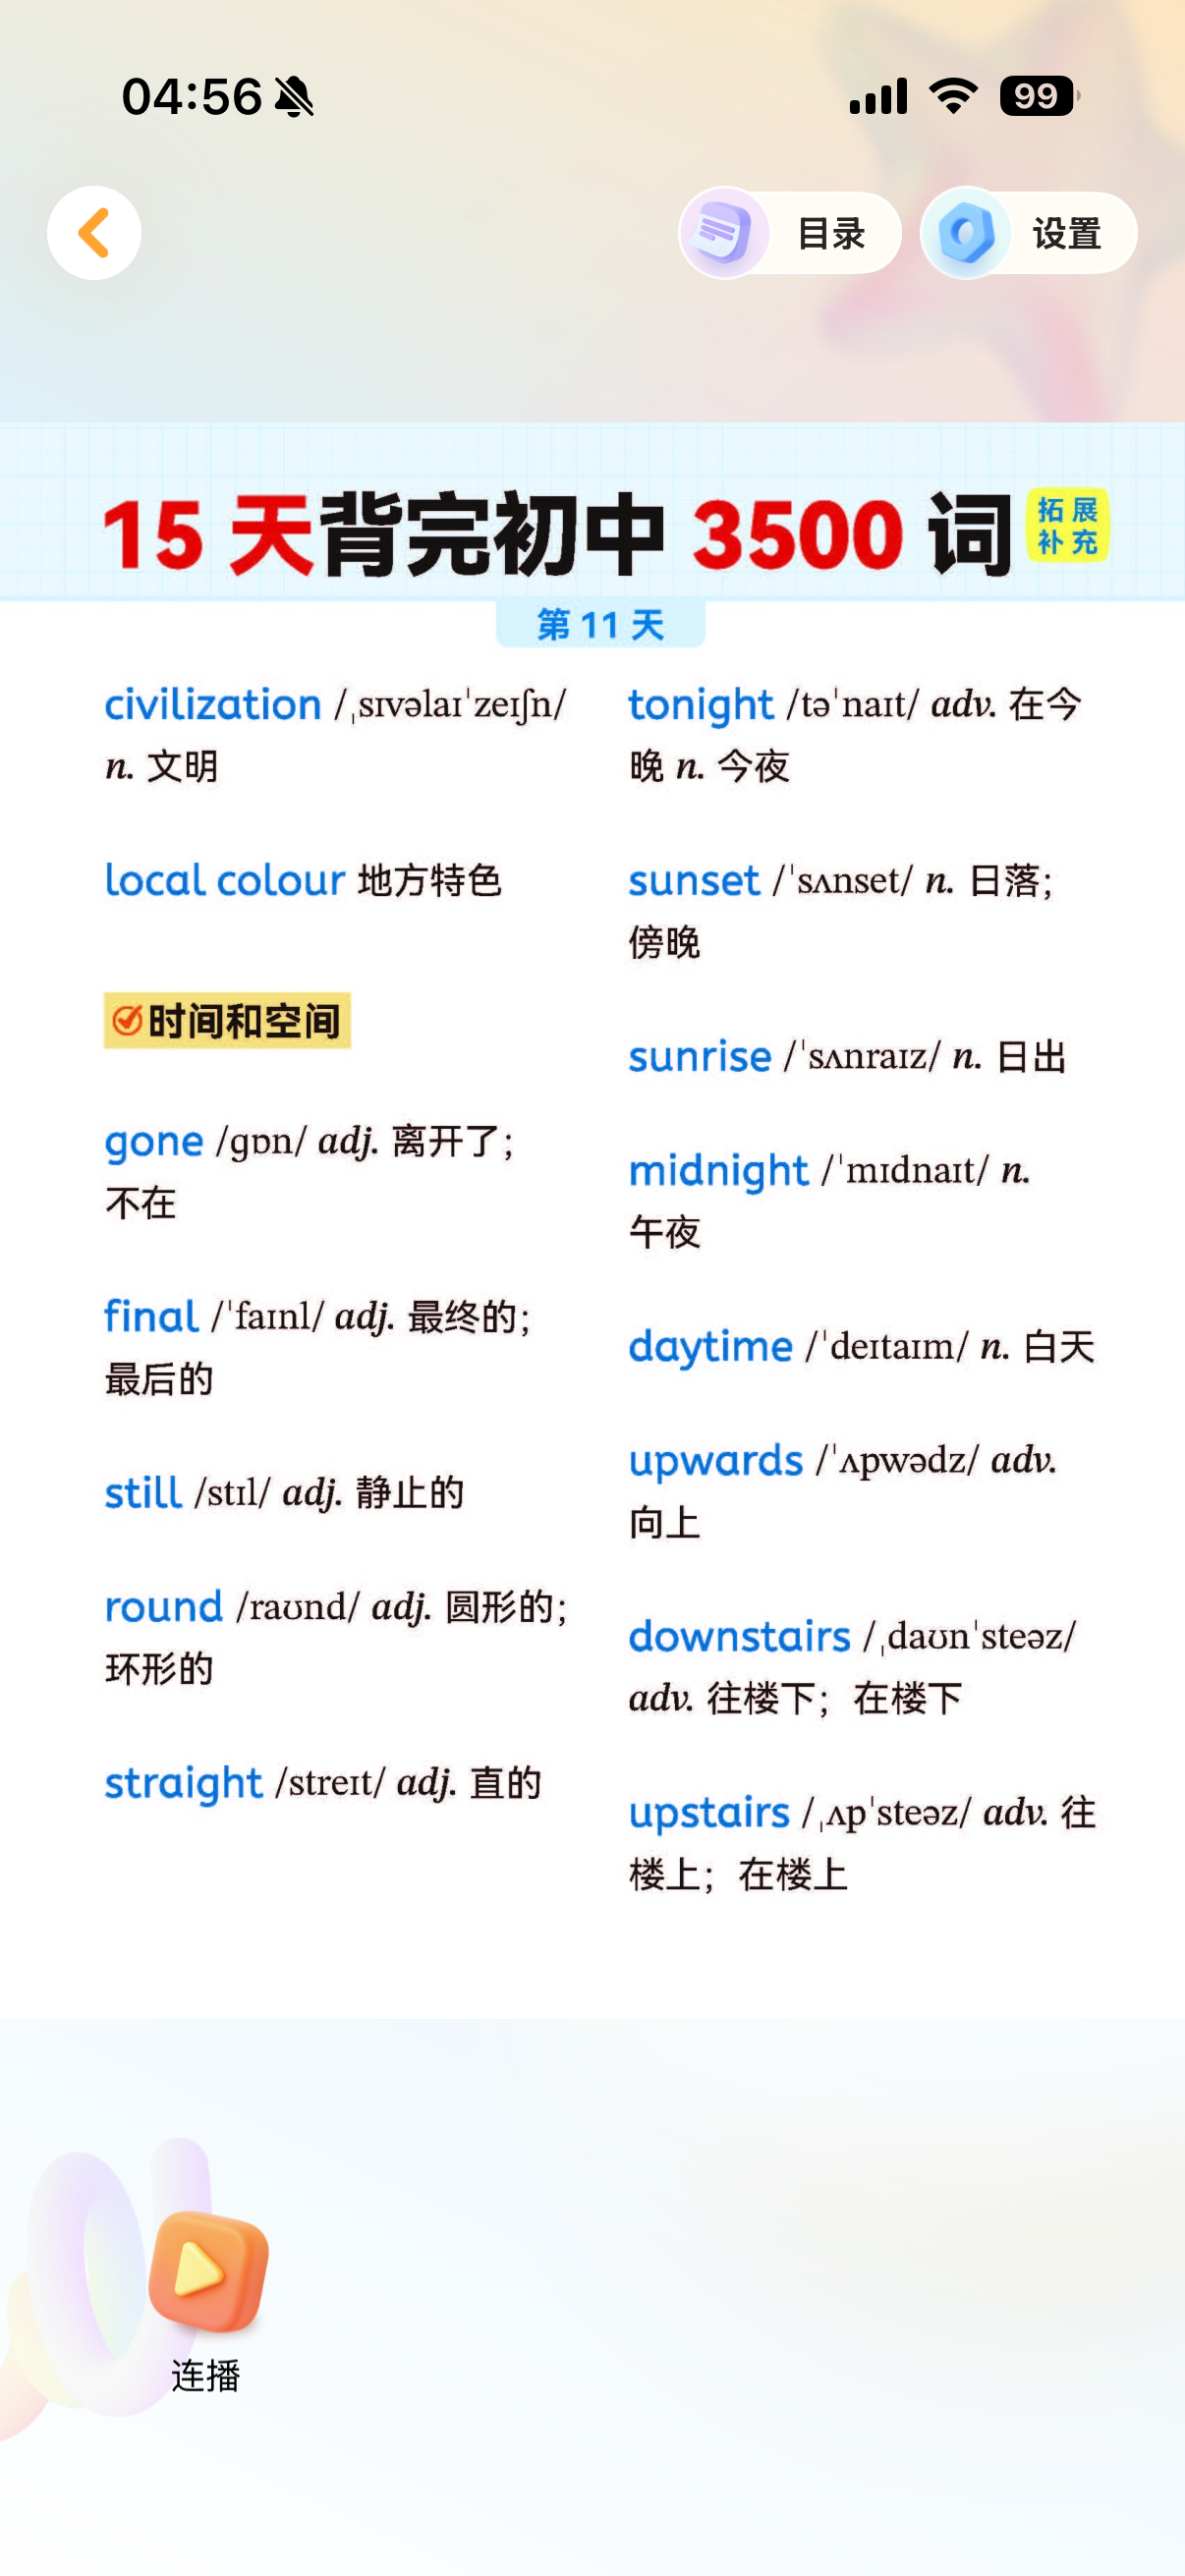 04:56
99
目录
设置
15 天背完初中 3500 词
拓展
补充
第 11 天
civilization /ˌsɪvəlaɪˈzeɪʃn/
n. 文明
local colour 地方特色
时间和空间
gone /ɡɒn/ adj. 离开了;
不在
final /ˈfaɪnl/ adj. 最终的;
最后的
still /stɪl/ adj. 静止的
round /raʊnd/ adj. 圆形的;
环形的
straight /streɪt/ adj. 直的
tonight /təˈnaɪt/ adv. 在今
晚 n. 今夜
sunset /ˈsʌnset/ n. 日落;
傍晚
sunrise /ˈsʌnraɪz/ n. 日出
midnight /ˈmɪdnaɪt/ n.
午夜
daytime /ˈdeɪtaɪm/ n. 白天
upwards /ˈʌpwədz/ adv.
向上
downstairs /ˌdaʊnˈsteəz/
adv. 往楼下; 在楼下
upstairs /ˌʌpˈsteəz/ adv. 往
楼上; 在楼上
连播